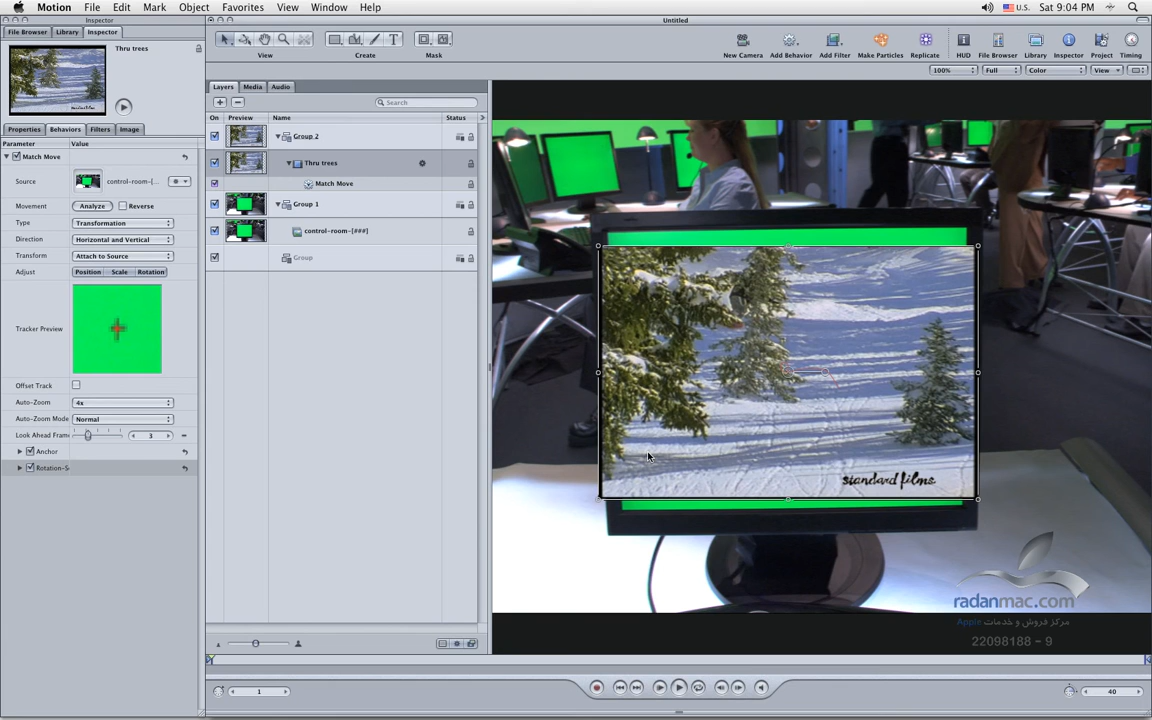 Motion File Edit Mark Object Favorites View Window Help U.S. Sat 9:04 PM
Inspector
Untitled
File Browser Library Inspector
Thru trees
View
Create
Mask
New Camera Add Behavior Add Filter Make Particles Replicate HUD File Browser Library Inspector Project Timing
100% Full Color View
Layers Media Audio
Search
On Preview Name Status
Properties Behaviors Filters Image
Parameter Value
Match Move
Source control-room-[...
Movement Analyze Reverse
Type Transformation
Direction Horizontal and Vertical
Transform Attach to Source
Adjust Position Scale Rotation
Tracker Preview
Offset Track
Auto-Zoom 4x
Auto-Zoom Mode Normal
Look Ahead Fram 3
Anchor
Rotation-S
Group 2
Thru trees
Match Move
Group 1
control-room-[###]
Group
standard films
radanmac.com
مرکز فروش و خدمات Apple
22098188 - 9
1
40